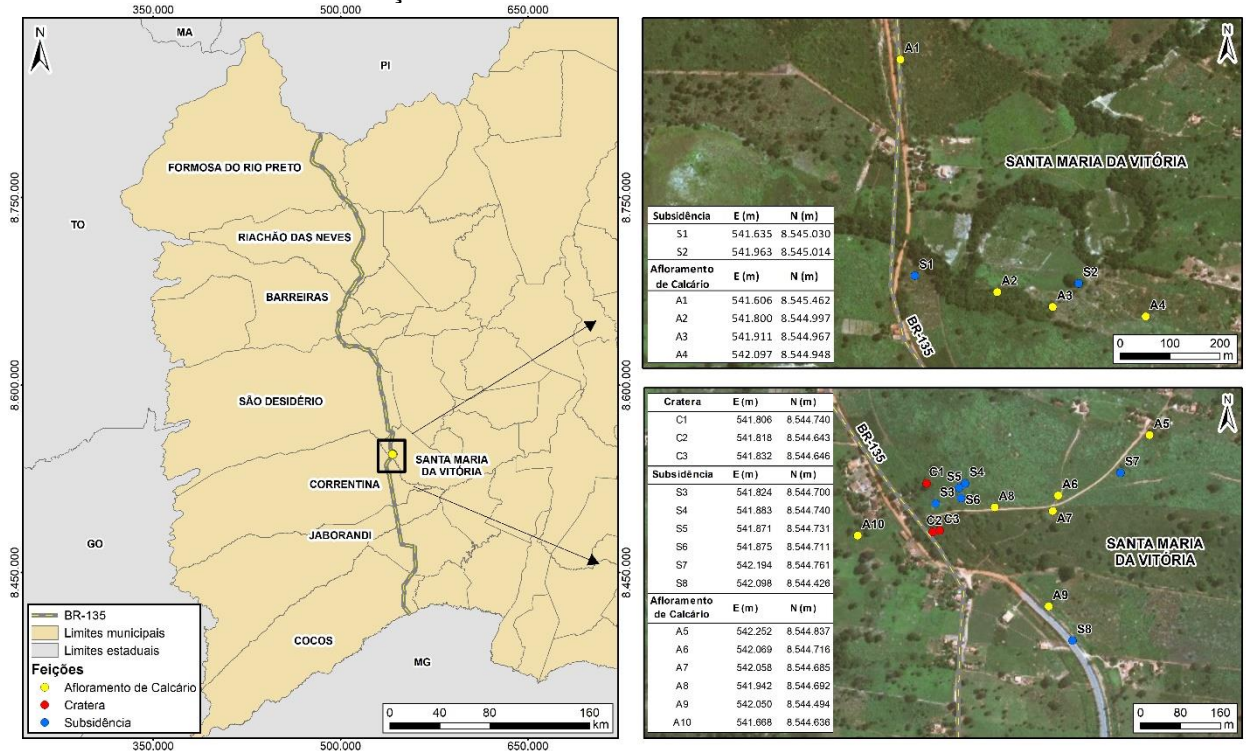 350.000 500.000 650.000
N
MA
PI
TO
GO
MG
FORMOSA DO RIO PRETO
RIACHÃO DAS NEVES
BARREIRAS
SÃO DESIDÉRIO
SANTA MARIA
DA VITÓRIA
CORRENTINA
JABORANDI
COCOS
8.750.000
8.600.000
8.450.000
8.750.000
8.600.000
8.450.000
BR-135
Limites municipais
Limites estaduais
Feições
Afloramento de Calcário
Cratera
Subsidência
0 40 80 160
km
350.000 500.000 650.000
N
A1
SANTA MARIA DA VITÓRIA
Subsidência E (m) N (m)
S1 541.635 8.545.030
S2 541.963 8.545.014
Afloramento
de Calcário E (m) N (m)
A1 541.606 8.545.462
A2 541.800 8.544.997
A3 541.911 8.544.967
A4 542.097 8.544.948
S1
A2
S2
A3
A4
BR-135
0 100 200
m
N
Cratera E (m) N (m)
C1 541.806 8.544.740
C2 541.818 8.544.643
C3 541.832 8.544.646
Subsidência E (m) N (m)
S3 541.824 8.544.700
S4 541.883 8.544.740
S5 541.871 8.544.731
S6 541.875 8.544.711
S7 542.194 8.544.761
S8 542.098 8.544.426
Afloramento
de Calcário E (m) N (m)
A5 542.252 8.544.837
A6 542.069 8.544.716
A7 542.058 8.544.685
A8 541.942 8.544.692
A9 542.050 8.544.494
A10 541.668 8.544.636
BR-135
A5
S7
C1
S5
S4
S3
S6
A8
A6
A7
C2
C3
A10
SANTA MARIA
DA VITÓRIA
A9
S8
0 80 160
m